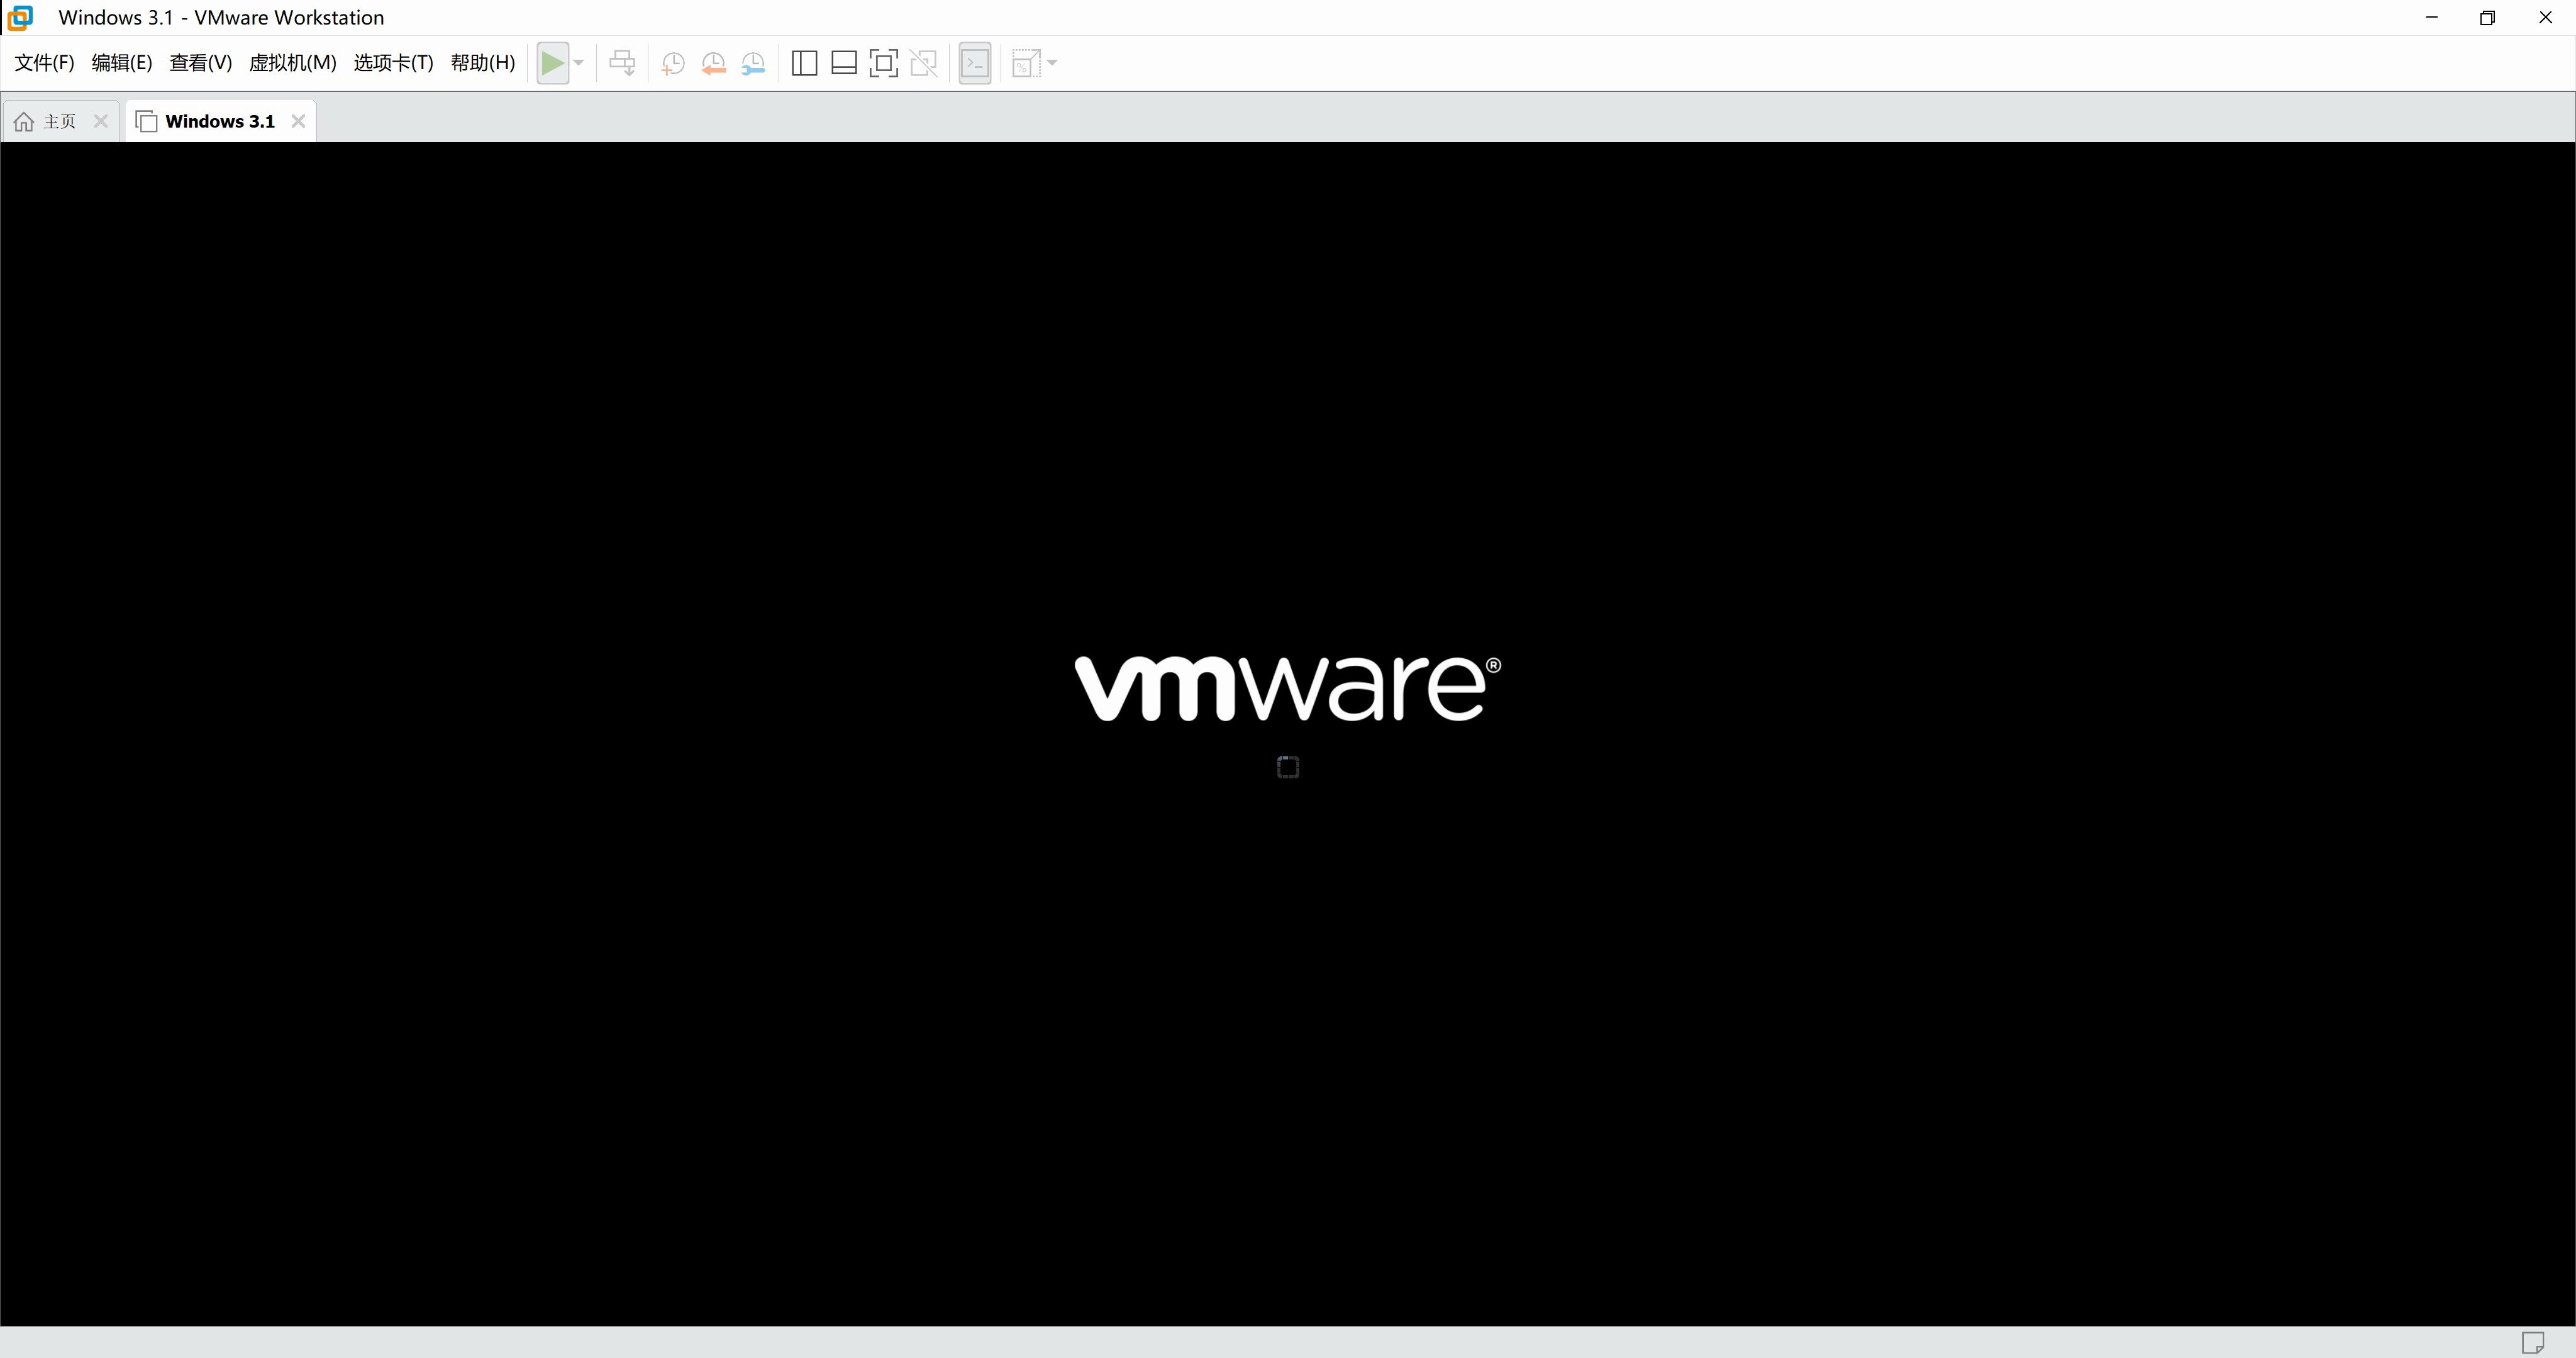 Windows 3.1 - VMware Workstation
文件(F) 编辑(E) 查看(V) 虚拟机(M) 选项卡(T) 帮助(H)
主页 Windows 3.1
vmware®